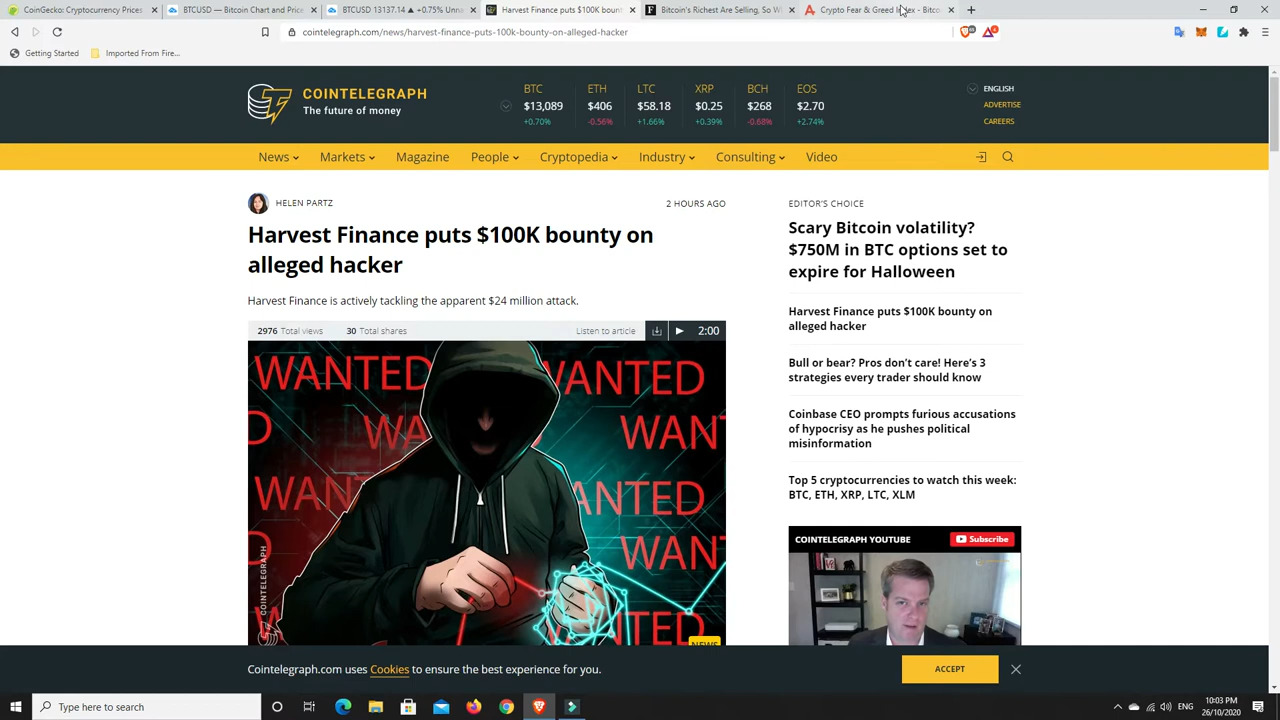 CoinGecko: Cryptocurrency Prices
BTCUSD — Bitcoin Chart and Price
BTCUSD 13137.14 ▲ +0.75% Unna
Harvest Finance puts $100K bount
Bitcoin's Richest Are Selling, So W
Crypto Fear & Greed Index - Bitco
cointelegraph.com/news/harvest-finance-puts-100k-bounty-on-alleged-hacker
Getting Started
Imported From Fire...
COINTELEGRAPH
The future of money
BTC ETH LTC XRP BCH EOS
$13,089 $406 $58.18 $0.25 $268 $2.70
+0.70% -0.56% +1.66% +0.39% -0.68% +2.74%
ENGLISH
ADVERTISE
CAREERS
News Markets Magazine People Cryptopedia Industry Consulting Video
HELEN PARTZ
2 HOURS AGO
Harvest Finance puts $100K bounty on
alleged hacker
Harvest Finance is actively tackling the apparent $24 million attack.
2976 Total views 30 Total shares Listen to article 2:00
WANTED WANTED
D WA WANT
WANTED ANTED
WANT
ED
COINTELEGRAPH
NEWS
EDITOR'S CHOICE
Scary Bitcoin volatility?
$750M in BTC options set to
expire for Halloween
Harvest Finance puts $100K bounty on
alleged hacker
Bull or bear? Pros don't care! Here's 3
strategies every trader should know
Coinbase CEO prompts furious accusations
of hypocrisy as he pushes political
misinformation
Top 5 cryptocurrencies to watch this week:
BTC, ETH, XRP, LTC, XLM
COINTELEGRAPH YOUTUBE
Subscribe
Cointelegraph.com uses Cookies to ensure the best experience for you.
ACCEPT
Type here to search
ENG
10:03 PM
26/10/2020